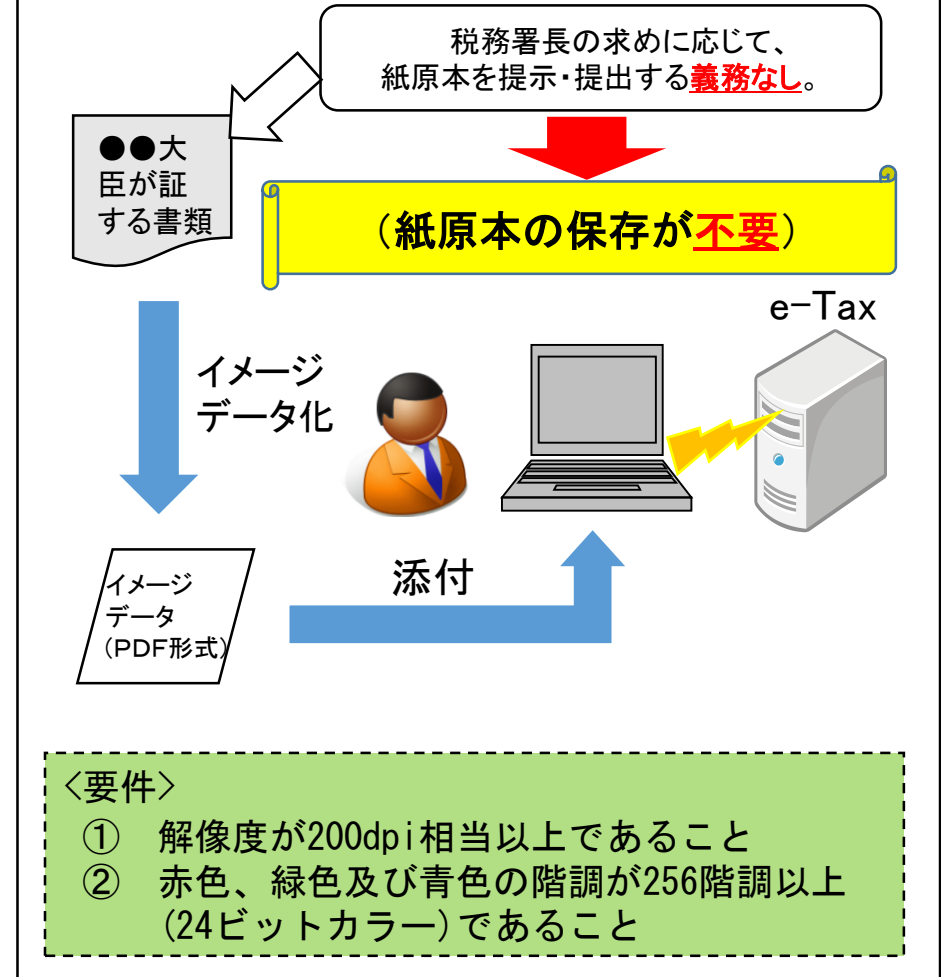 税務署長の求めに応じて、
紙原本を提示・提出する義務なし。
●●大
臣が証
する書類
（紙原本の保存が不要）
e-Tax
イメージ
データ化
イメージ
データ
（PDF形式）
添付
<要件>
① 解像度が200dpi相当以上であること
② 赤色、緑色及び青色の階調が256階調以上
(24ビットカラー)であること